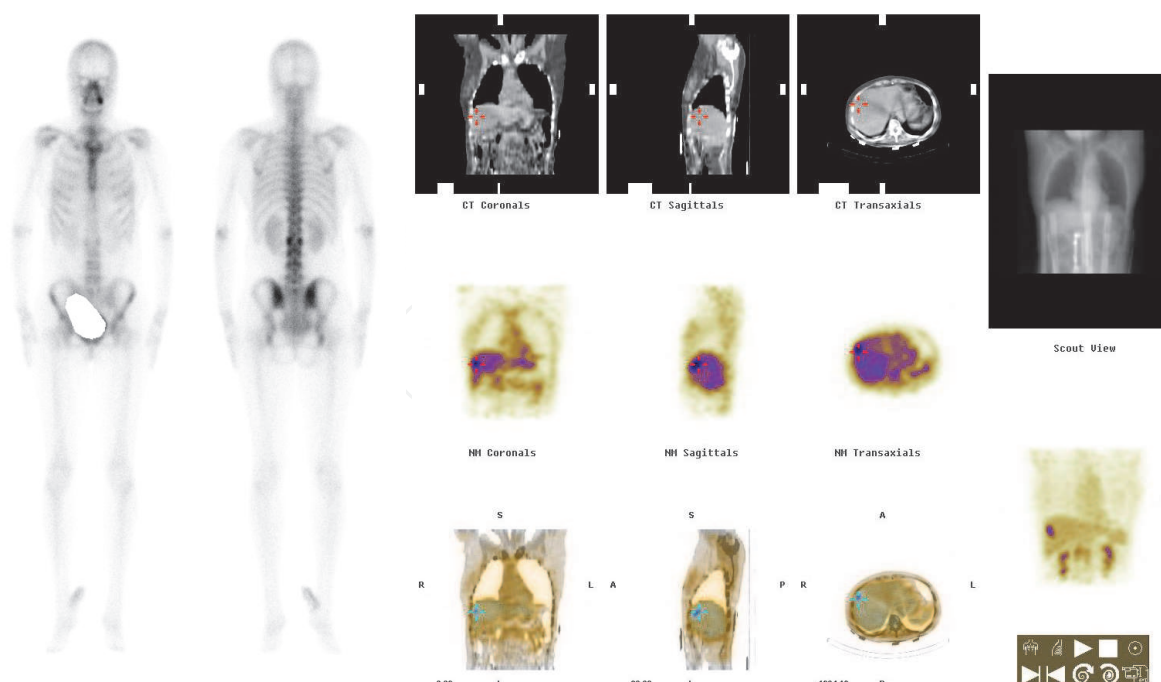 CT Coronals
CT Sagittals
CT Transaxials
Scout View
NM Coronals
NM Sagittals
NM Transaxials
S
S
A
R
L
A
P
R
L